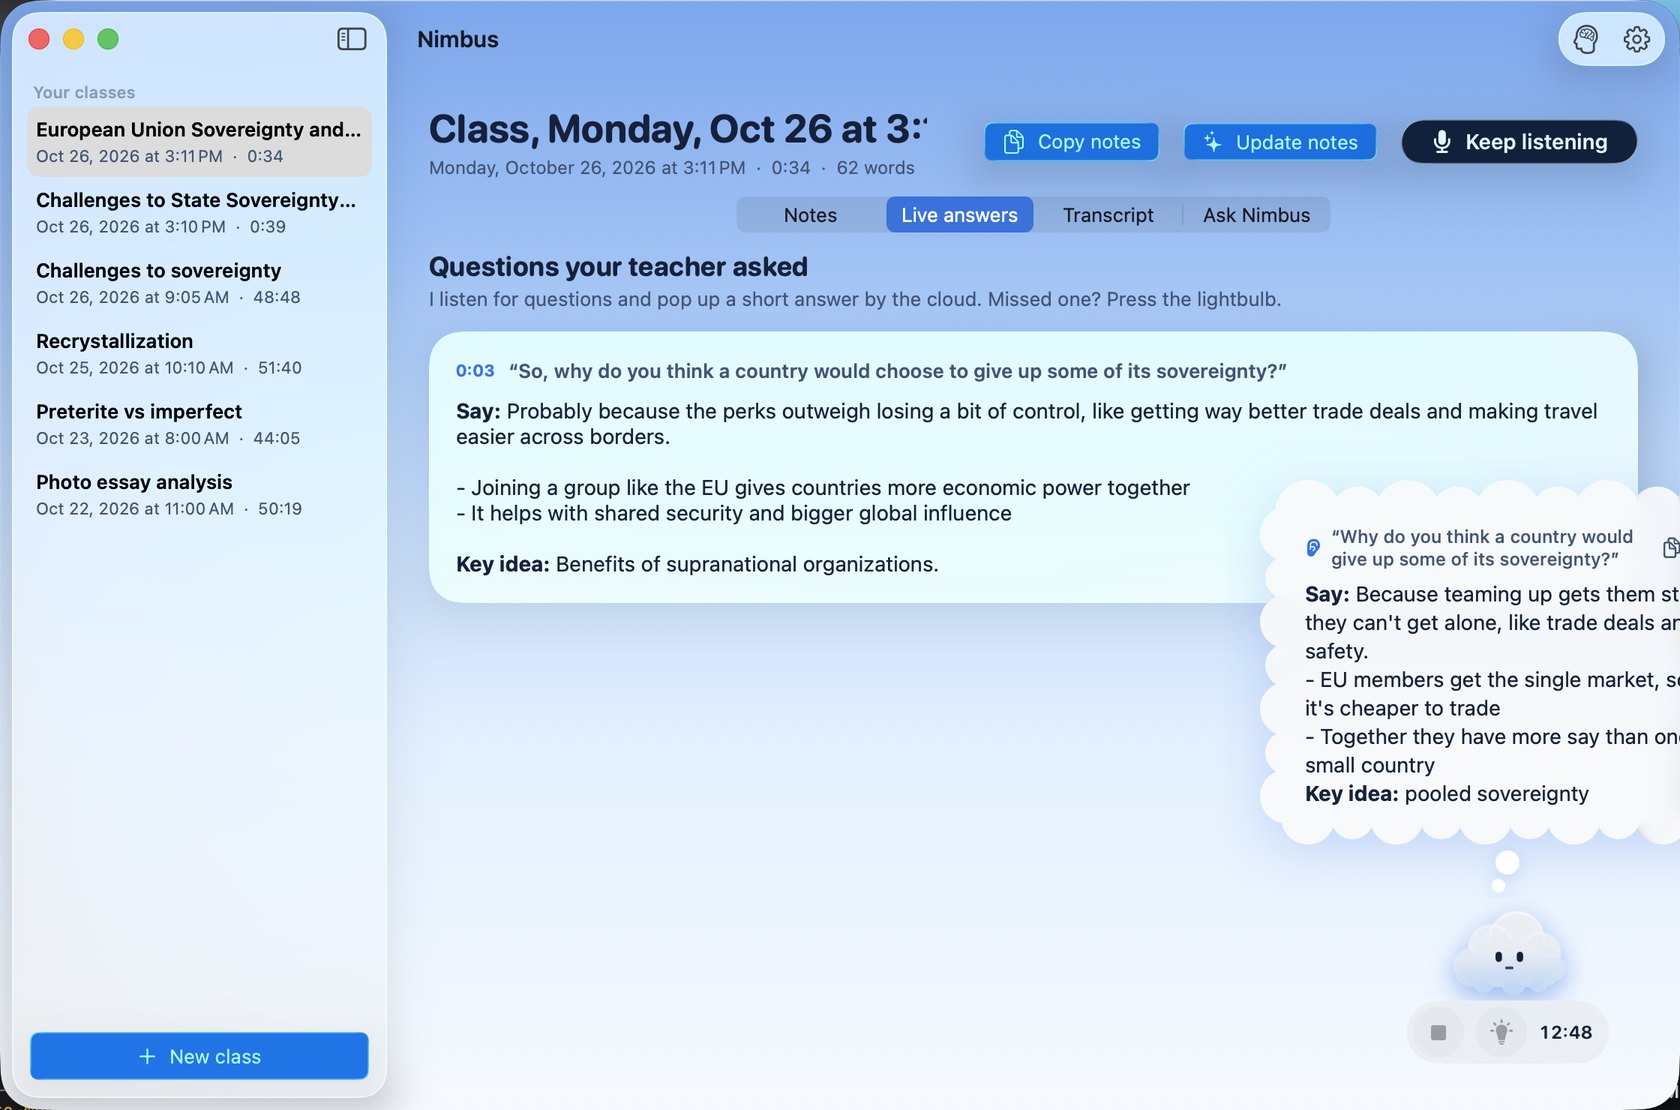 Nimbus
Your classes
European Union Sovereignty and...
Oct 26, 2026 at 3:11 PM · 0:34
Challenges to State Sovereignty...
Oct 26, 2026 at 3:10 PM · 0:39
Challenges to sovereignty
Oct 26, 2026 at 9:05 AM · 48:48
Recrystallization
Oct 25, 2026 at 10:10 AM · 51:40
Preterite vs imperfect
Oct 23, 2026 at 8:00 AM · 44:05
Photo essay analysis
Oct 22, 2026 at 11:00 AM · 50:19
+ New class
Class, Monday, Oct 26 at 3:
Monday, October 26, 2026 at 3:11 PM · 0:34 · 62 words
Copy notes
Update notes
Keep listening
Notes
Live answers
Transcript
Ask Nimbus
Questions your teacher asked
I listen for questions and pop up a short answer by the cloud. Missed one? Press the lightbulb.
0:03 “So, why do you think a country would choose to give up some of its sovereignty?”
Say: Probably because the perks outweigh losing a bit of control, like getting way better trade deals and making travel
easier across borders.
- Joining a group like the EU gives countries more economic power together
- It helps with shared security and bigger global influence
Key idea: Benefits of supranational organizations.
“Why do you think a country would
give up some of its sovereignty?”
Say: Because teaming up gets them
they can't get alone, like trade deals
safety.
- EU members get the single market,
it's cheaper to trade
- Together they have more say than
small country
Key idea: pooled sovereignty
12:48